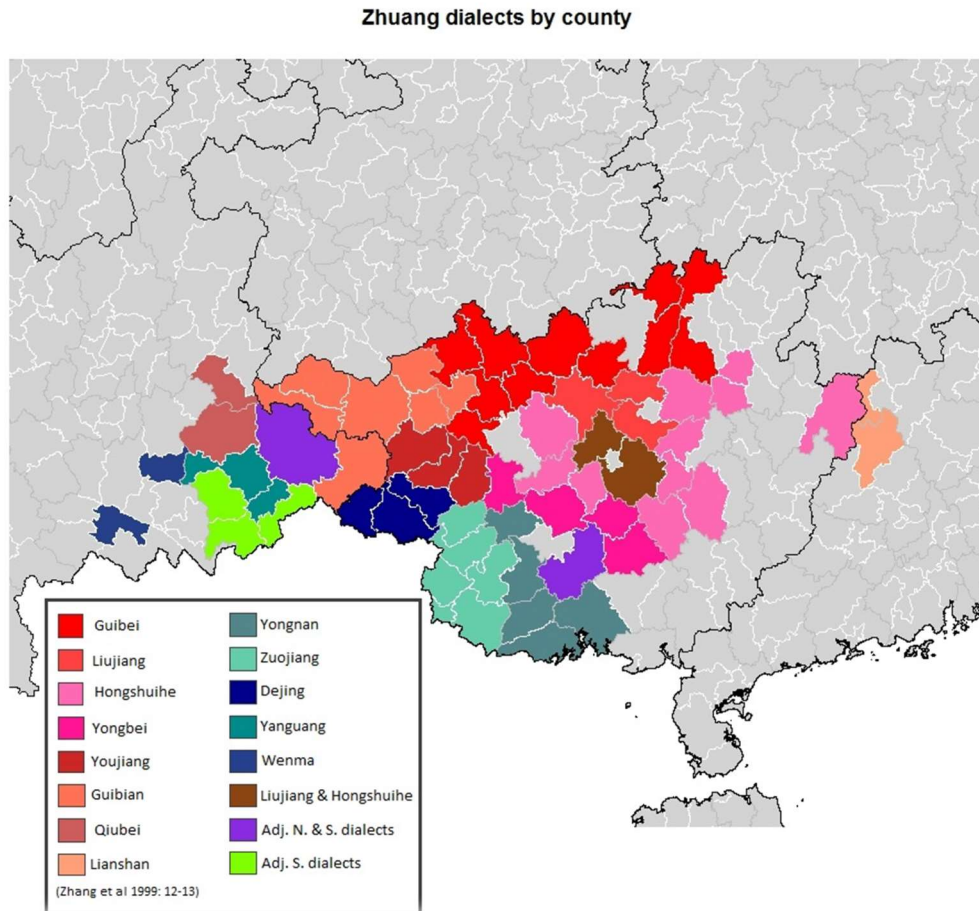 Zhuang dialects by county
Guibei
Liujiang
Hongshuihe
Yongbei
Youjiang
Guibian
Qiubei
Lianshan
(Zhang et al 1999: 12-13)
Yongnan
Zuojiang
Dejing
Yanguang
Wenma
Liujiang & Hongshuihe
Adj. N. & S. dialects
Adj. S. dialects